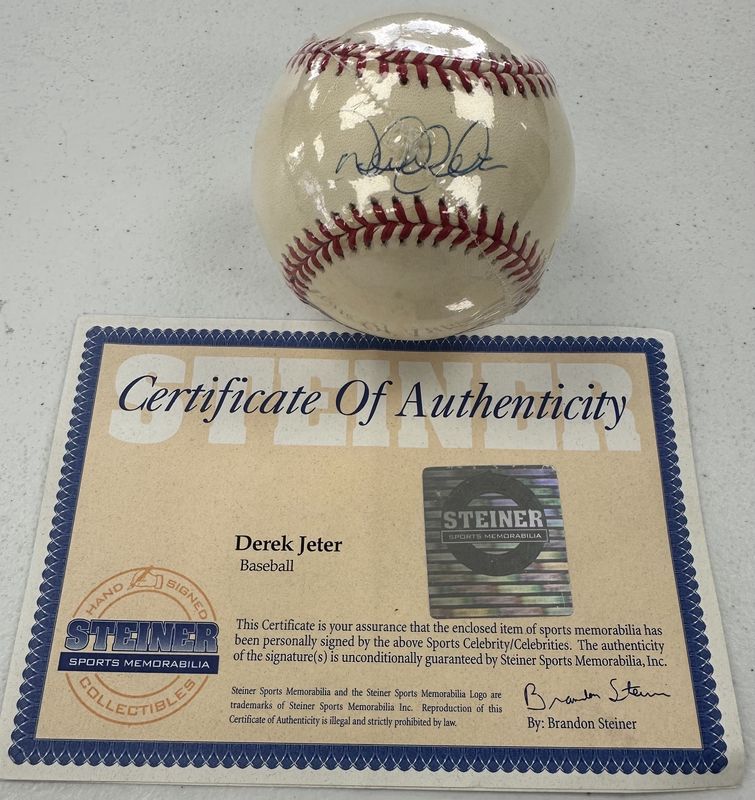 Derek Jeter
STEINER
Certificate Of Authenticity
STEINER
SPORTS MEMORABILIA
Derek Jeter
Baseball
HAND SIGNED
STEINER
SPORTS MEMORABILIA
COLLECTIBLES
This Certificate is your assurance that the enclosed item of sports memorabilia has
been personally signed by the above Sports Celebrity/Celebrities. The authenticity
of the signature(s) is unconditionally guaranteed by Steiner Sports Memorabilia, Inc.
Steiner Sports Memorabilia and the Steiner Sports Memorabilia Logo are
trademarks of Steiner Sports Memorabilia Inc. Reproduction of this
Certificate of Authenticity is illegal and strictly prohibited by law.
Brandon Steiner
By: Brandon Steiner